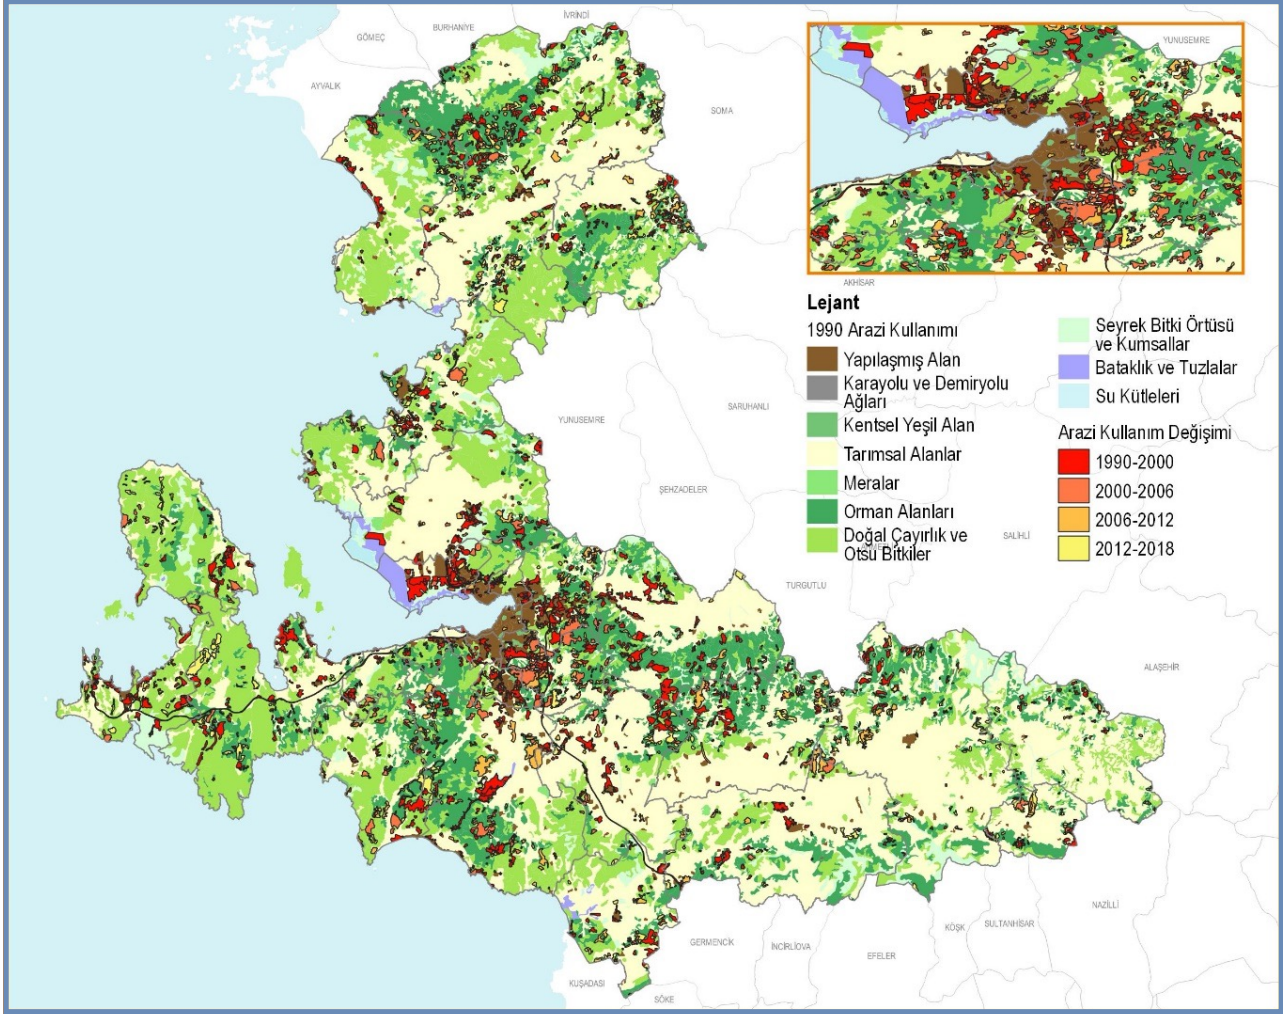 İVRİNDİ
BURHANİYE
GÖMEÇ
YUNUSEMRE
AYVALIK
SOMA
AKHİSAR
Lejant
1990 Arazi Kullanımı
Yapılaşmış Alan
Karayolu ve Demiryolu
Ağları
Kentsel Yeşil Alan
Tarımsal Alanlar
Meralar
Orman Alanları
Doğal Çayırlık ve
Otsu Bitkiler
Seyrek Bitki Örtüsü
ve Kumsallar
Bataklık ve Tuzlalar
Su Kütleleri
Arazi Kullanım Değişimi
1990-2000
2000-2006
2006-2012
2012-2018
SARUHANLI
YUNUSEMRE
ŞEHZADELER
SALİHLİ
TURGUTLU
ALAŞEHİR
NAZİLLİ
SULTANHİSAR
KÖŞK
GERMENCİK
İNCİRLİOVA
EFELER
KUŞADASI
SÖKE